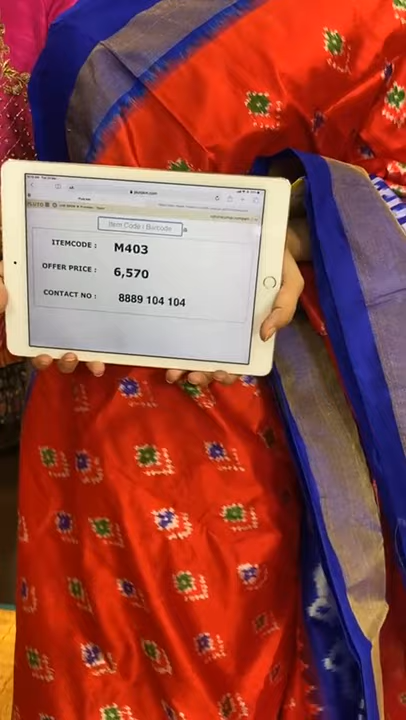 Item Code / Barcode
ITEMCODE : M403
OFFER PRICE : 6,570
CONTACT NO : 8889 104 104